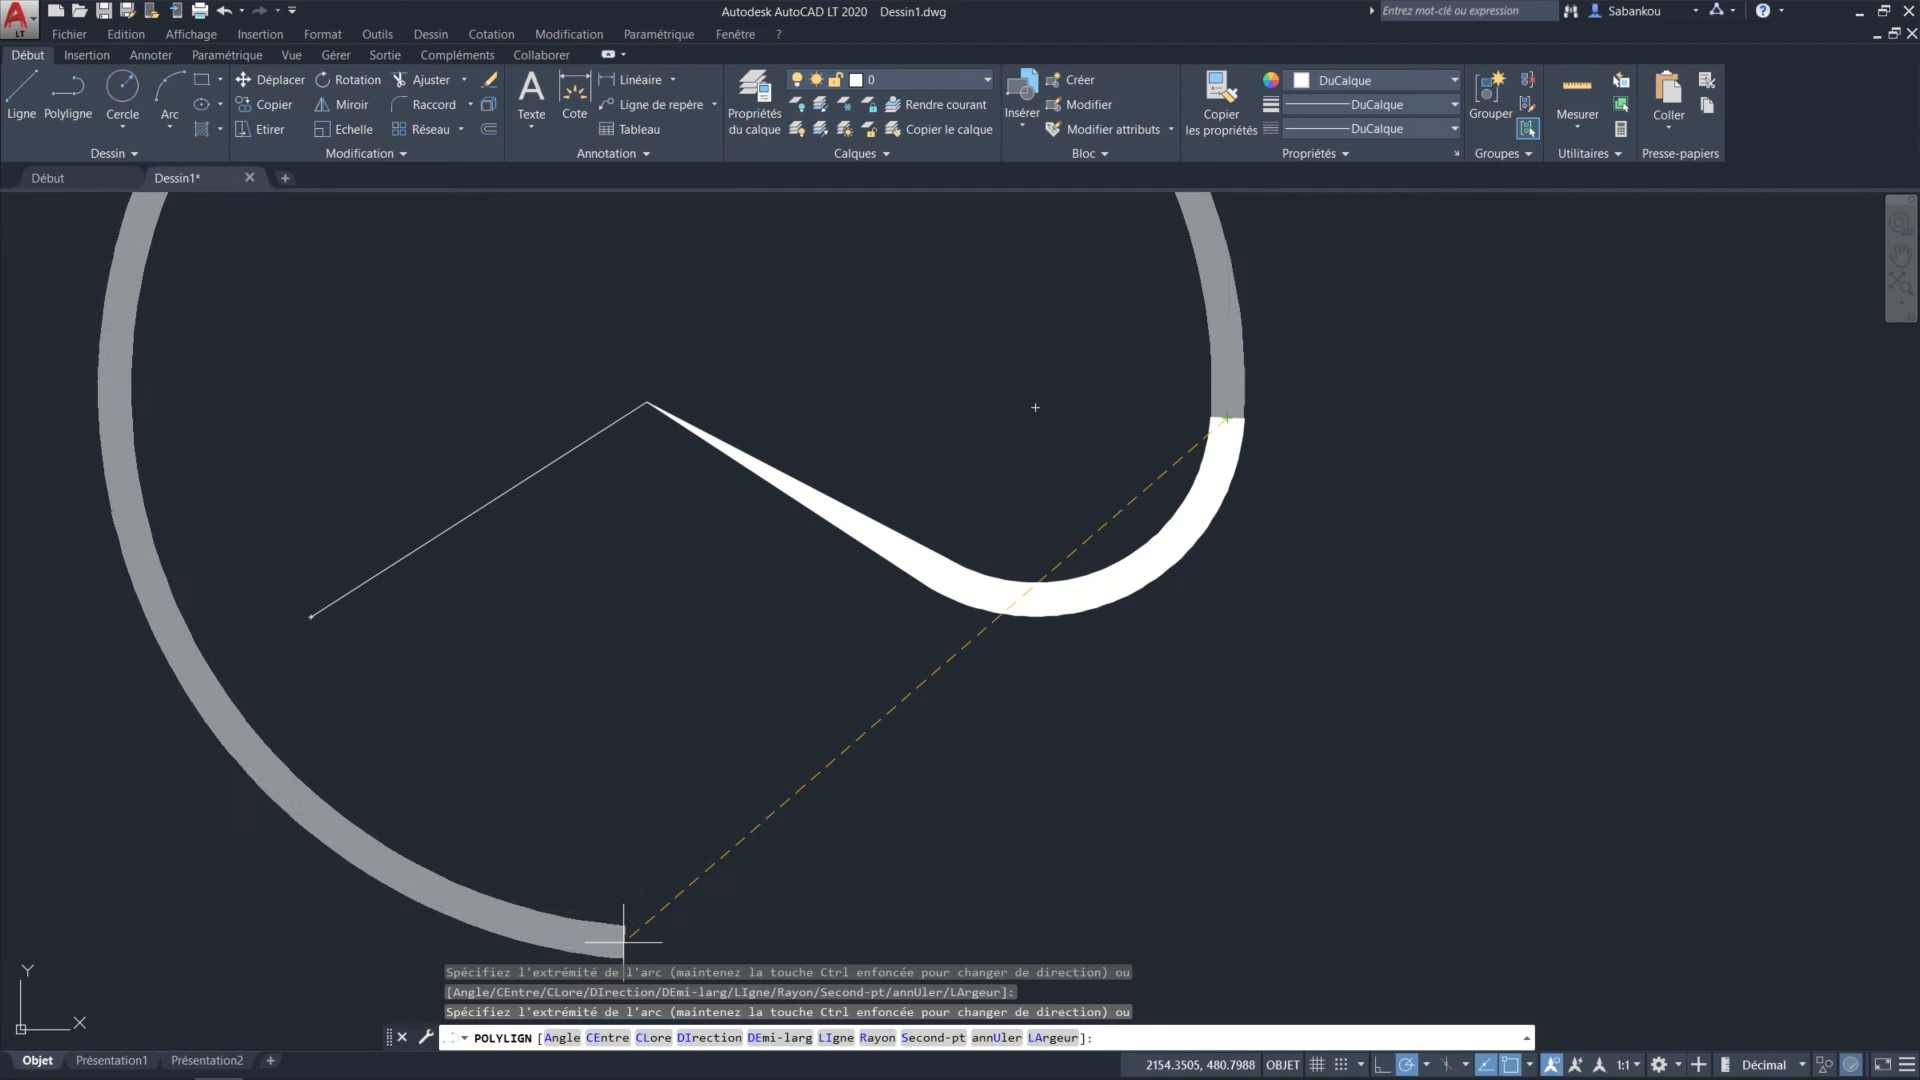 Autodesk AutoCAD LT 2020 Dessin1.dwg
Entrez mot-clé ou expression
Sabankou
LT
Fichier Edition Affichage Insertion Format Outils Dessin Cotation Modification Paramétrique Fenêtre ?
Début Insertion Annoter Paramétrique Vue Gérer Sortie Compléments Collaborer
Déplacer Rotation Ajuster Linéaire 0 Créer DuCalque
Copier Miroir Raccord Ligne de repère Rendre courant Modifier DuCalque
Ligne Polyligne Cercle Arc Texte Cote Propriétés du calque Insérer Copier les propriétés Grouper Mesurer Coller
Etirer Echelle Réseau Tableau Copier le calque Modifier attributs DuCalque
Dessin Modification Annotation Calques Bloc Propriétés Groupes Utilitaires Presse-papiers
Début Dessin1*
Spécifiez l'extrémité de l'arc (maintenez la touche Ctrl enfoncée pour changer de direction) ou
[Angle/CEntre/CLore/DIrection/DEmi-larg/LIgne/Rayon/Second-pt/annUler/LArgeur]:
Spécifiez l'extrémité de l'arc (maintenez la touche Ctrl enfoncée pour changer de direction) ou
POLYLIGN [Angle CEntre CLore DIrection DEmi-larg LIgne Rayon Second-pt annUler LArgeur]:
Y
X
Objet Présentation1 Présentation2
2154.3505, 480.7988 OBJET 1:1 Décimal